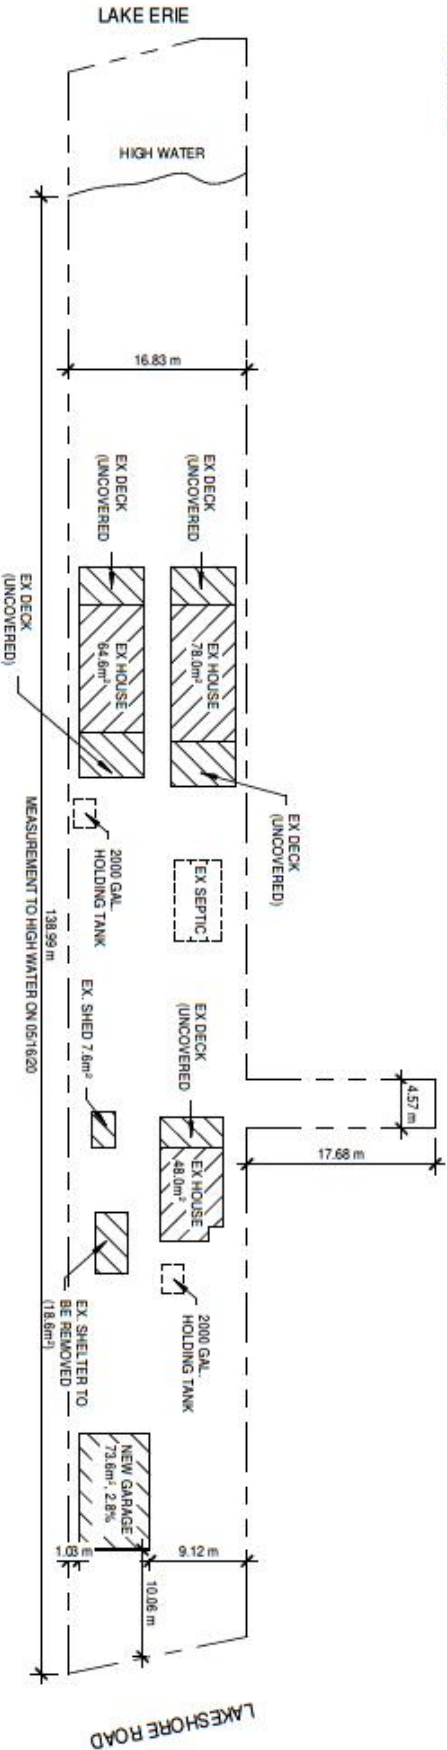 LAKE ERIE
HIGH WATER
16.83 m
EX DECK
(UNCOVERED
EX DECK
(UNCOVERED
EX HOUSE
64.6m²
EX HOUSE
78.0m²
EX DECK
(UNCOVERED)
EX DECK
(UNCOVERED)
2000 GAL.
HOLDING TANK
EX SEPTIC
138.99 m
MEASUREMENT TO HIGH WATER ON 05/16/20
EX. SHED 7.6m²
EX DECK
(UNCOVERED
4.57 m
17.68 m
EX HOUSE
48.0m²
EX. SHELTER TO
BE REMOVED
(18.6m²)
2000 GAL.
HOLDING TANK
NEW GARAGE
73.6m², 2.8%
1.03 m
9.12 m
10.06 m
LAKESHORE ROAD